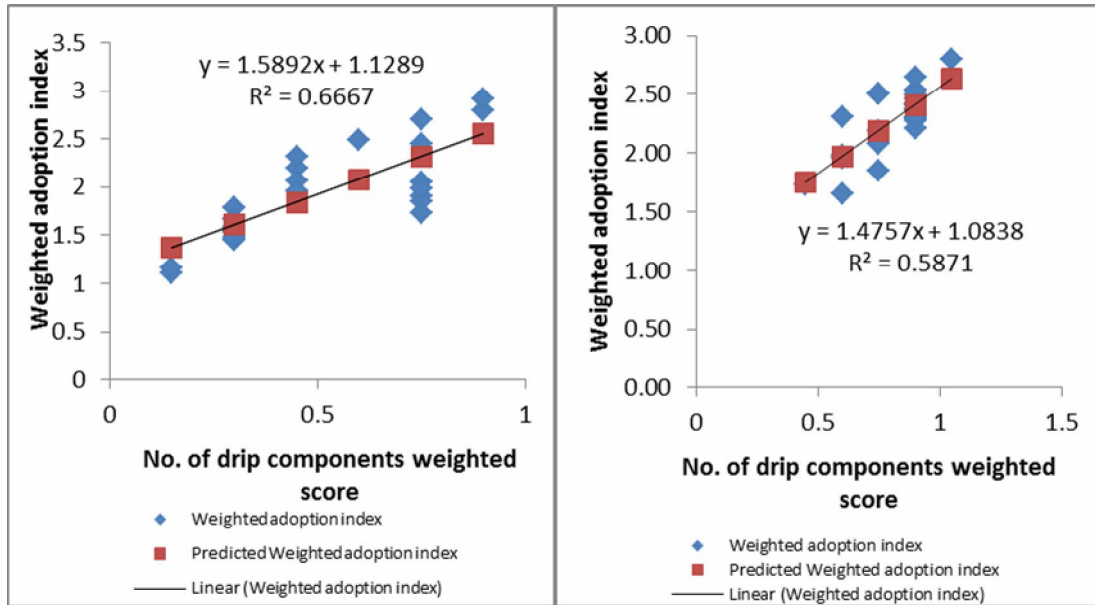 3.5
3
2.5
2
1.5
1
0.5
0
Weighted adoption index
y = 1.5892x + 1.1289
R² = 0.6667
0
0.5
1
No. of drip components weighted
score
Weighted adoption index
Predicted Weighted adoption index
Linear (Weighted adoption index)
3.00
2.50
2.00
1.50
1.00
0.50
0.00
Weighted adoption index
y = 1.4757x + 1.0838
R² = 0.5871
0
0.5
1
1.5
No. of drip components weighted
score
Weighted adoption index
Predicted Weighted adoption index
Linear (Weighted adoption index)